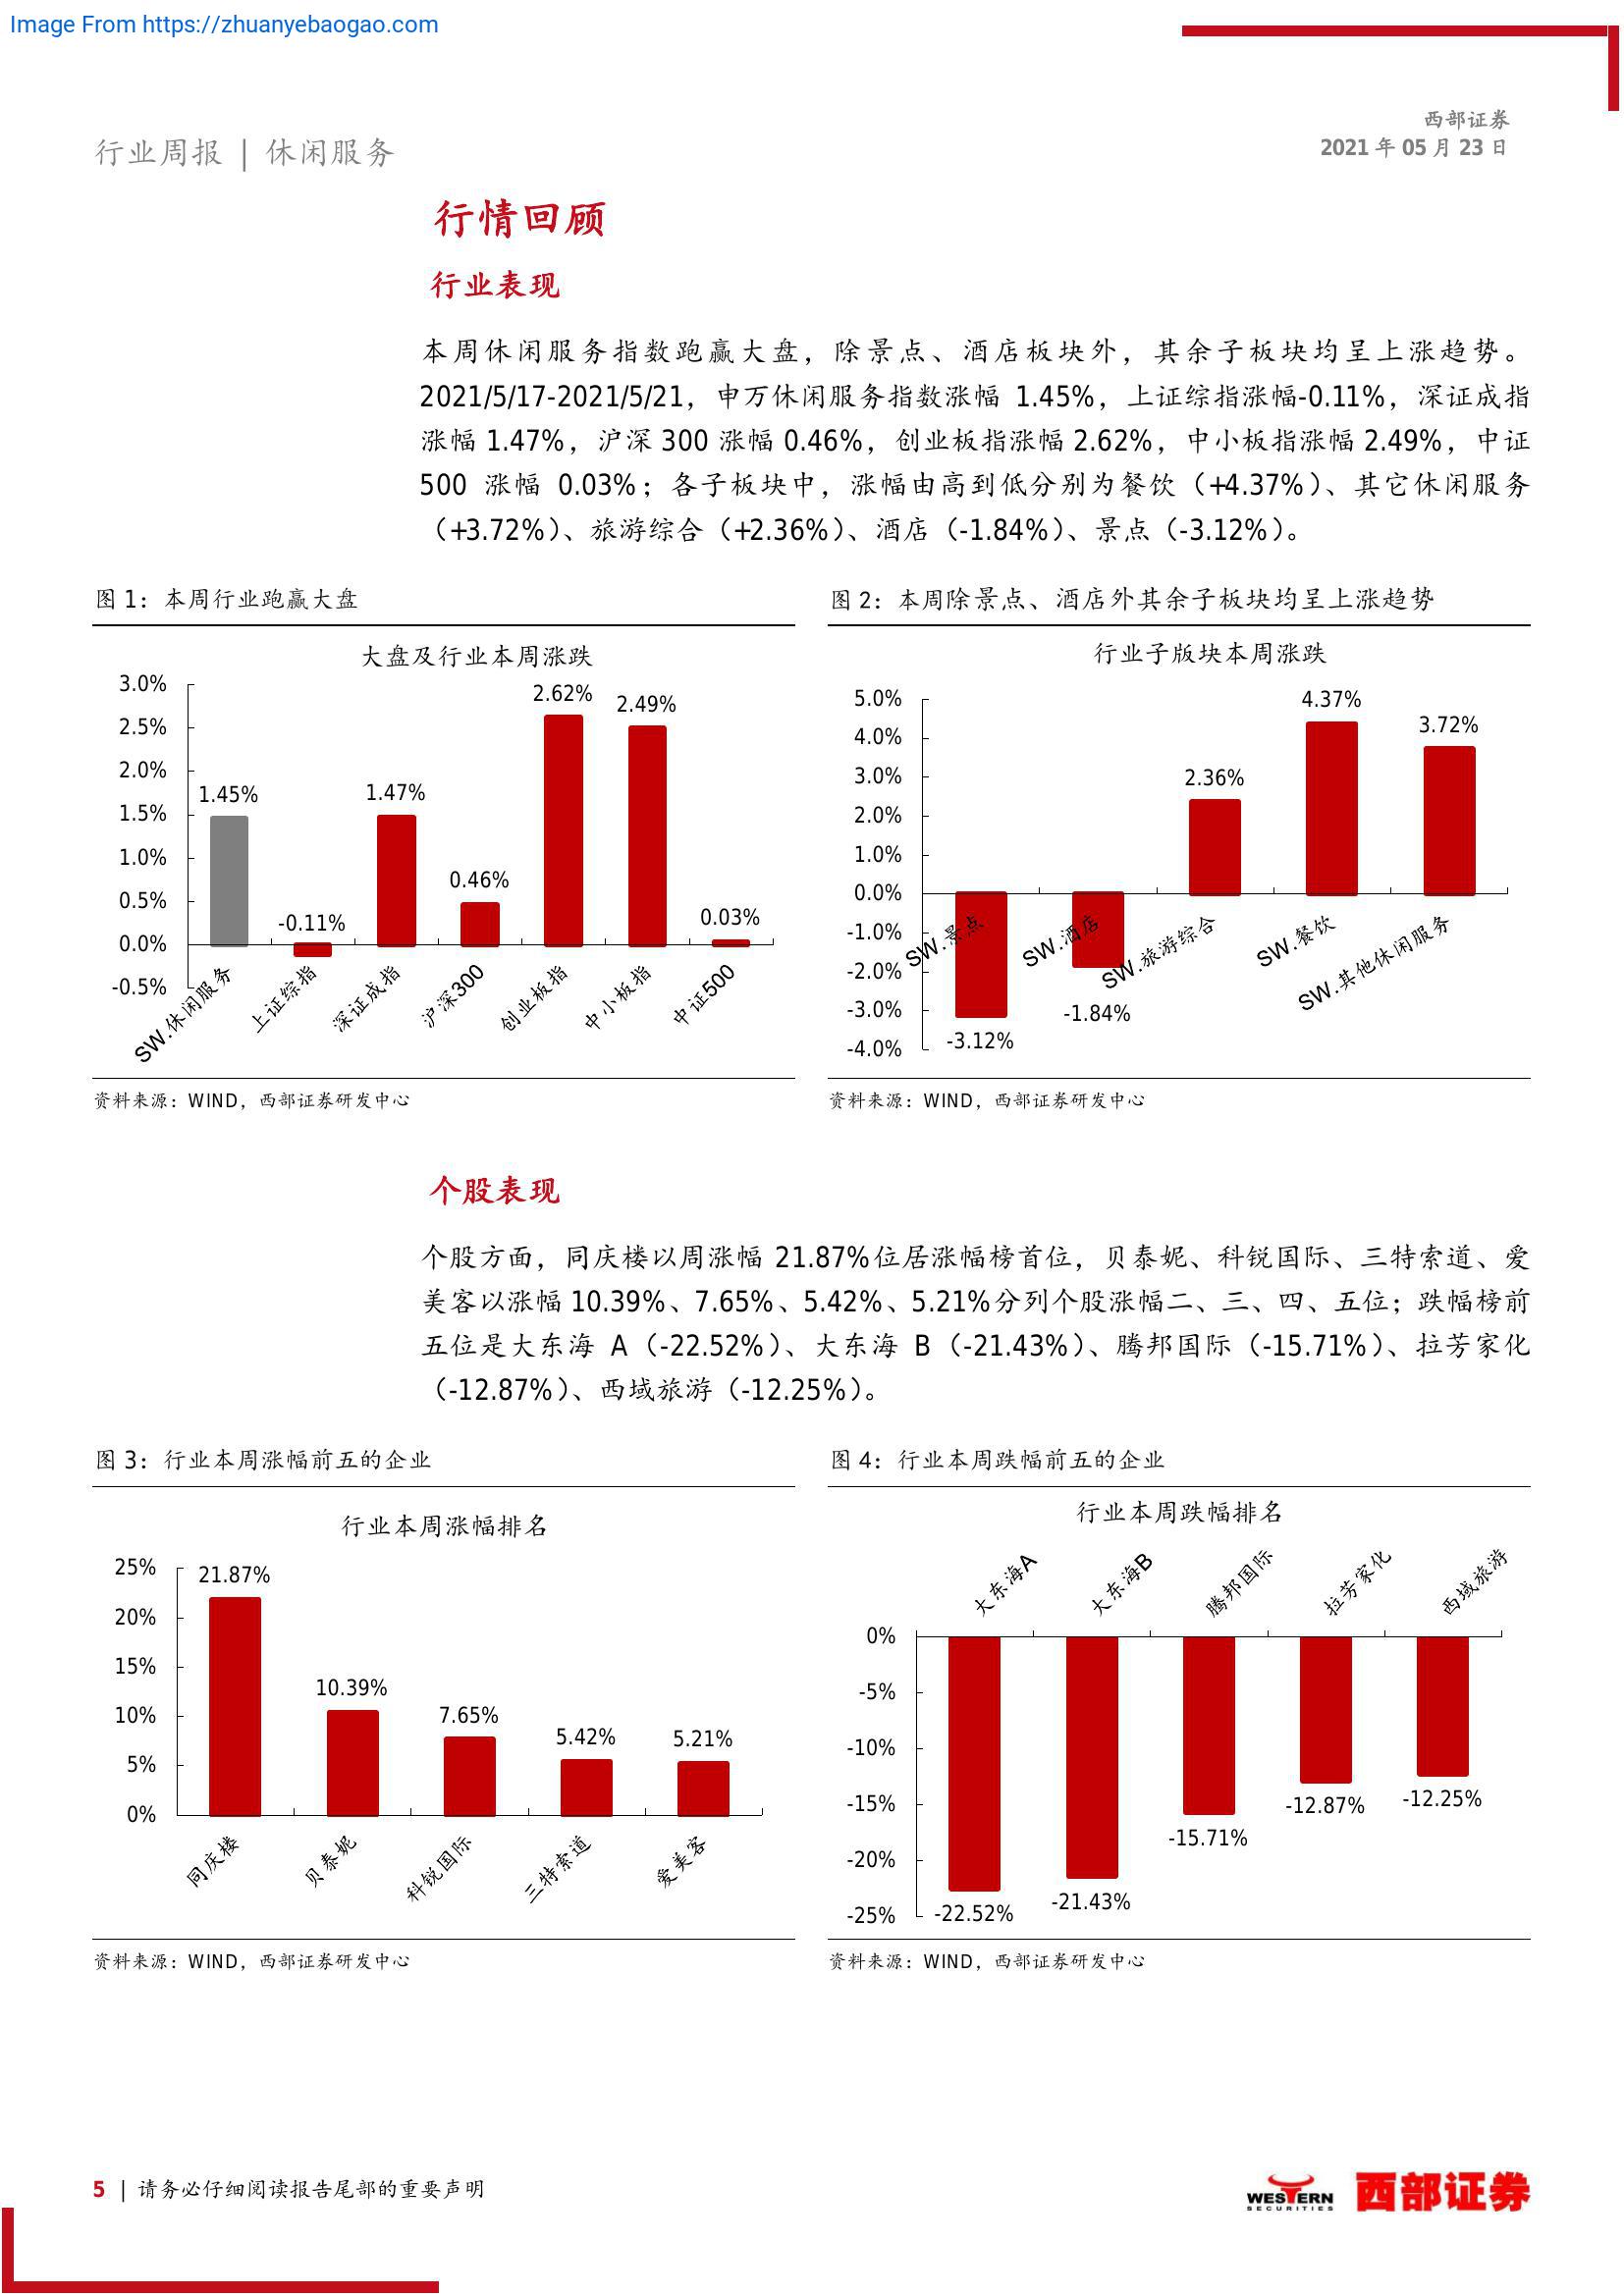 Image From https://zhuanyebaogao.com
西部证券
2021 年 05 月 23 日
行业周报 | 休闲服务
行情回顾
行业表现
本周休闲服务指数跑赢大盘，除景点、酒店板块外，其余子板块均呈上涨趋势。
2021/5/17-2021/5/21，申万休闲服务指数涨幅 1.45%，上证综指涨幅-0.11%，深证成指
涨幅 1.47%，沪深 300 涨幅 0.46%，创业板指涨幅 2.62%，中小板指涨幅 2.49%，中证
500 涨幅 0.03%；各子板块中，涨幅由高到低分别为餐饮（+4.37%）、其它休闲服务
（+3.72%）、旅游综合（+2.36%）、酒店（-1.84%）、景点（-3.12%）。
图 1：本周行业跑赢大盘
大盘及行业本周涨跌
3.0%
2.5%
2.0%
1.5%
1.0%
0.5%
0.0%
-0.5%
1.45%
-0.11%
1.47%
0.46%
2.62%
2.49%
0.03%
SW.休闲服务
上证综指
深证成指
沪深300
创业板指
中小板指
中证500
资料来源：WIND，西部证券研发中心
图 2：本周除景点、酒店外其余子板块均呈上涨趋势
行业子版块本周涨跌
5.0%
4.0%
3.0%
2.0%
1.0%
0.0%
-1.0%
-2.0%
-3.0%
-4.0%
-3.12%
-1.84%
2.36%
4.37%
3.72%
SW.景点
SW.酒店
SW.旅游综合
SW.餐饮
SW.其他休闲服务
资料来源：WIND，西部证券研发中心
个股表现
个股方面，同庆楼以周涨幅 21.87%位居涨幅榜首位，贝泰妮、科锐国际、三特索道、爱
美客以涨幅 10.39%、7.65%、5.42%、5.21%分列个股涨幅二、三、四、五位；跌幅榜前
五位是大东海 A（-22.52%）、大东海 B（-21.43%）、腾邦国际（-15.71%）、拉芳家化
（-12.87%）、西域旅游（-12.25%）。
图 3：行业本周涨幅前五的企业
行业本周涨幅排名
25%
20%
15%
10%
5%
0%
21.87%
10.39%
7.65%
5.42%
5.21%
同庆楼
贝泰妮
科锐国际
三特索道
爱美客
资料来源：WIND，西部证券研发中心
图 4：行业本周跌幅前五的企业
行业本周跌幅排名
大东海A
大东海B
腾邦国际
拉芳家化
西域旅游
0%
-5%
-10%
-15%
-20%
-25%
-22.52%
-21.43%
-15.71%
-12.87%
-12.25%
资料来源：WIND，西部证券研发中心
5 | 请务必仔细阅读报告尾部的重要声明
WESTERN
SECURITIES
西部证券